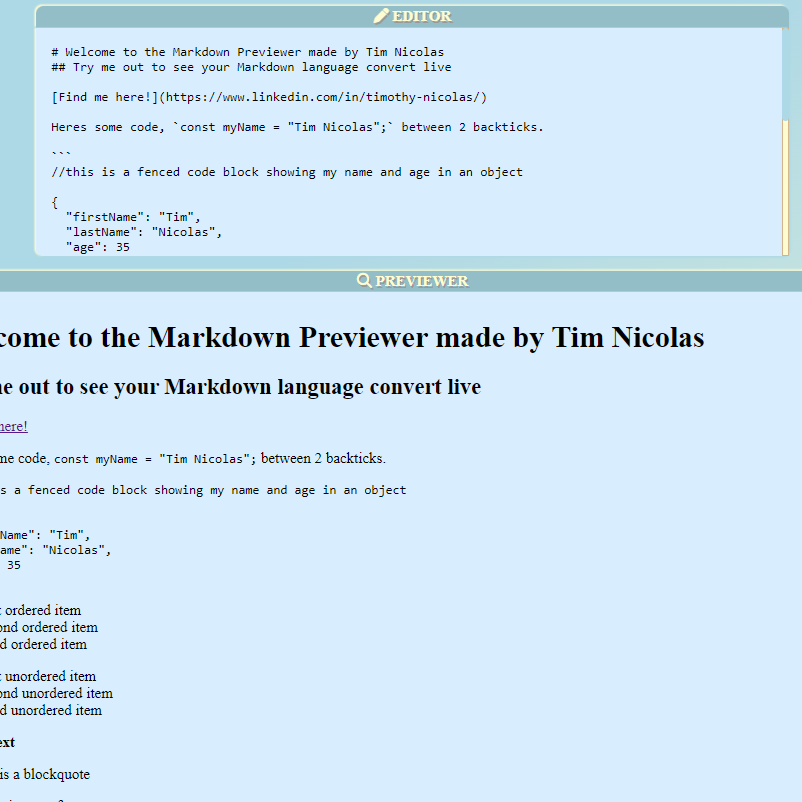 EDITOR
# Welcome to the Markdown Previewer made by Tim Nicolas
## Try me out to see your Markdown language convert live
[Find me here!](https://www.linkedin.com/in/timothy-nicolas/)
Heres some code, `const myName = "Tim Nicolas";` between 2 backticks.
```
//this is a fenced code block showing my name and age in an object
{
"firstName": "Tim",
"lastName": "Nicolas",
"age": 35
PREVIEWER
come to the Markdown Previewer made by Tim Nicolas
ne out to see your Markdown language convert live
here!
me code, const myName = "Tim Nicolas"; between 2 backticks.
s a fenced code block showing my name and age in an object
Name": "Tim",
ame": "Nicolas",
35
t ordered item
ond ordered item
d ordered item
t unordered item
ond unordered item
d unordered item
ext
is a blockquote